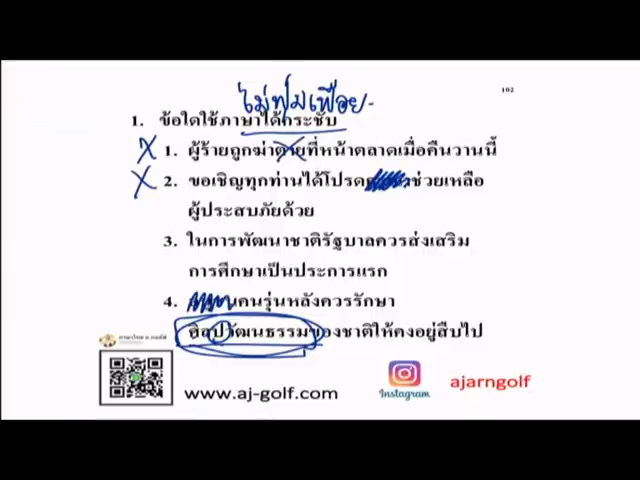 102
ไม่ฟุ่มเฟือย
1. ข้อใดใช้ภาษาได้กระชับ
X 1. ผู้ร้ายถูกฆ่าตายที่หน้าตลาดเมื่อคืนวานนี้
X 2. ขอเชิญทุกท่านได้โปรด ช่วยเหลือ
ผู้ประสบภัยด้วย
3. ในการพัฒนาชาติรัฐบาลควรส่งเสริม
การศึกษาเป็นประการแรก
4. คนรุ่นหลังควรรักษา
ศิลปวัฒนธรรมของชาติให้คงอยู่สืบไป
www.aj-golf.com
Instagram
ajarngolf